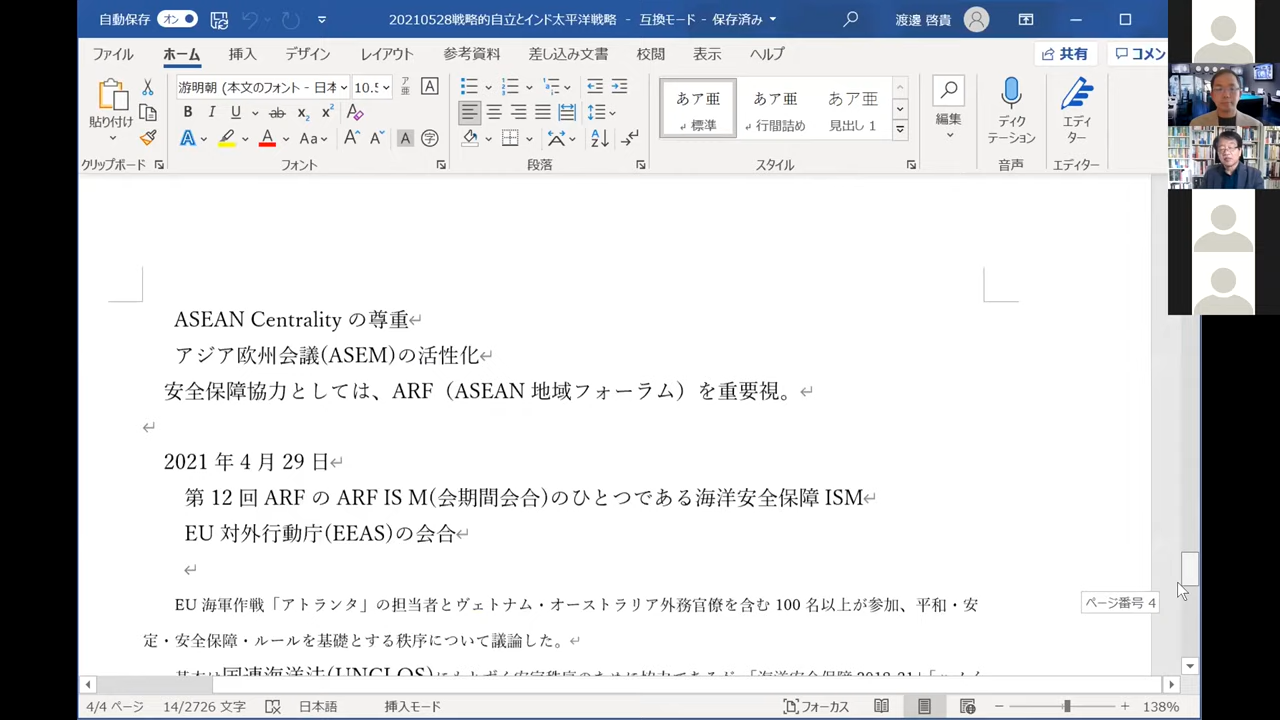 自動保存 オン 20210528戦略的自立とインド太平洋戦略 - 互換モード - 保存済み 渡邉 啓貴
ファイル ホーム 挿入 デザイン レイアウト 参考資料 差し込み文書 校閲 表示 ヘルプ 共有 コメン
貼り付け
游明朝 (本文のフォント - 日本 10.5
あア亜 あア亜 あア亜
標準 行間詰め 見出し 1
編集
ディク
テーション
エディ
ター
クリップボード フォント 段落 スタイル 音声 エディター
ASEAN Centrality の尊重
アジア欧州会議(ASEM)の活性化
安全保障協力としては、ARF（ASEAN 地域フォーラム）を重要視。
2021 年 4 月 29 日
第 12 回 ARF の ARF IS M(会期間会合)のひとつである海洋安全保障 ISM
EU 対外行動庁(EEAS)の会合
EU 海軍作戦「アトランタ」の担当者とヴェトナム・オーストラリア外務官僚を含む 100 名以上が参加、平和・安
定・安全保障・ルールを基礎とする秩序について議論した。
基本は国連海洋法(UNCLOS)
ページ番号 4
4/4 ページ 14/2726 文字 日本語 挿入モード フォーカス 138%